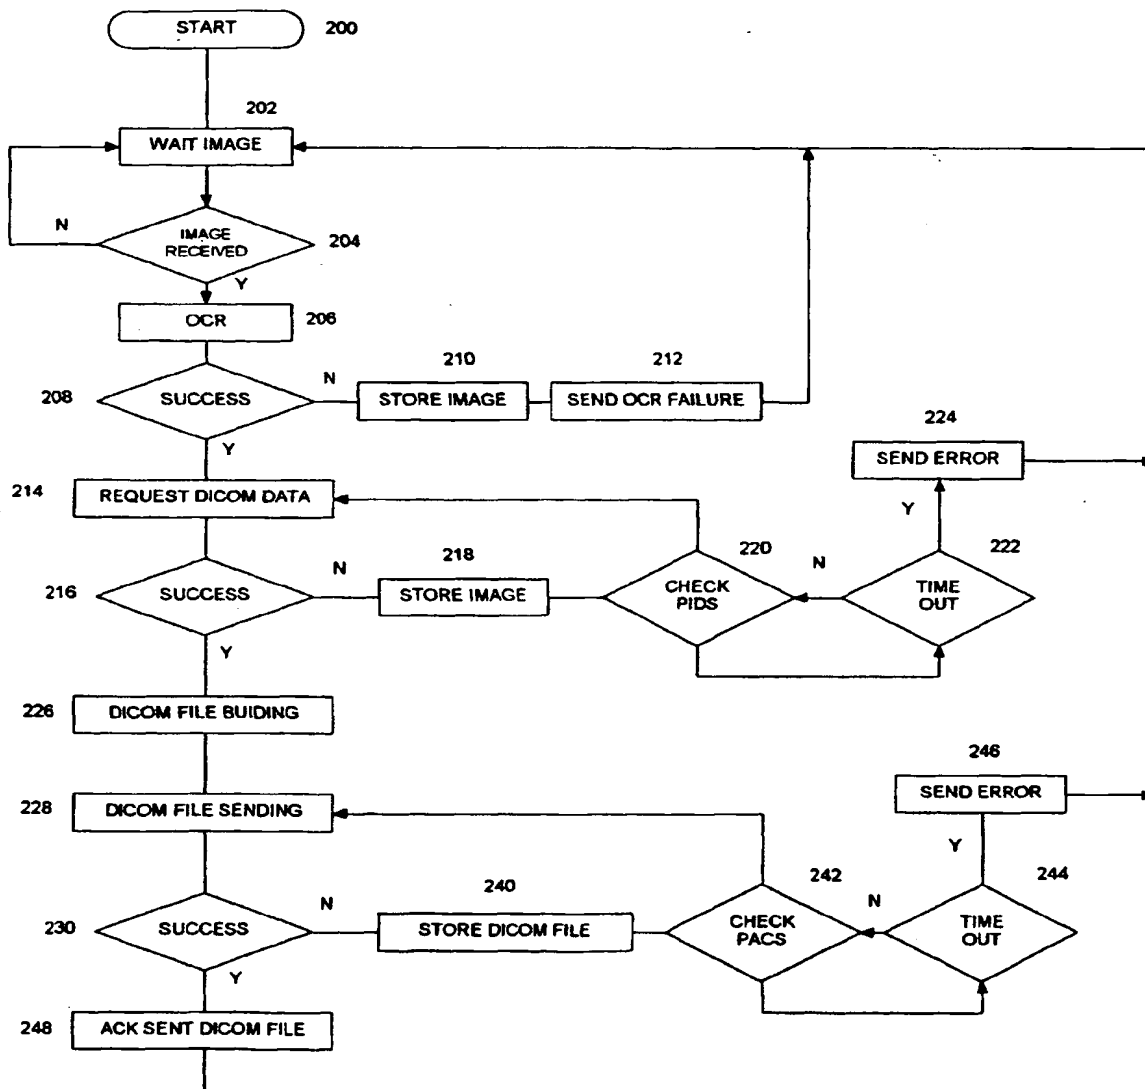 START 200
202
WAIT IMAGE
N
IMAGE
RECEIVED
204
Y
OCR 206
208 SUCCESS
N
210
STORE IMAGE
212
SEND OCR FAILURE
Y
224
SEND ERROR
214 REQUEST DICOM DATA
Y
216 SUCCESS
N
218
STORE IMAGE
220
CHECK
PIDS
N
222
TIME
OUT
Y
226 DICOM FILE BUIDING
246
SEND ERROR
228 DICOM FILE SENDING
Y
230 SUCCESS
N
240
STORE DICOM FILE
242
CHECK
PACS
N
244
TIME
OUT
Y
248 ACK SENT DICOM FILE